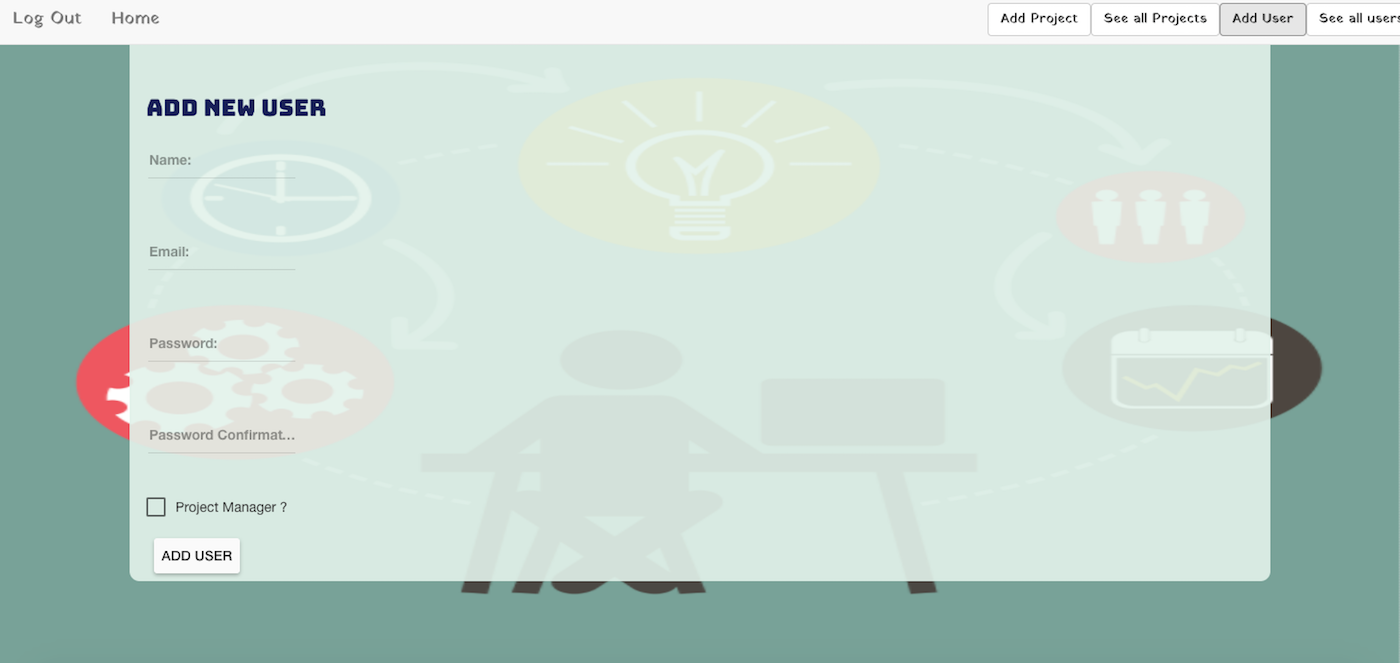 Log Out Home Add Project See all Projects Add User See all users
ADD NEW USER
Name:
Email:
Password:
Password Confirmat...
Project Manager ?
ADD USER